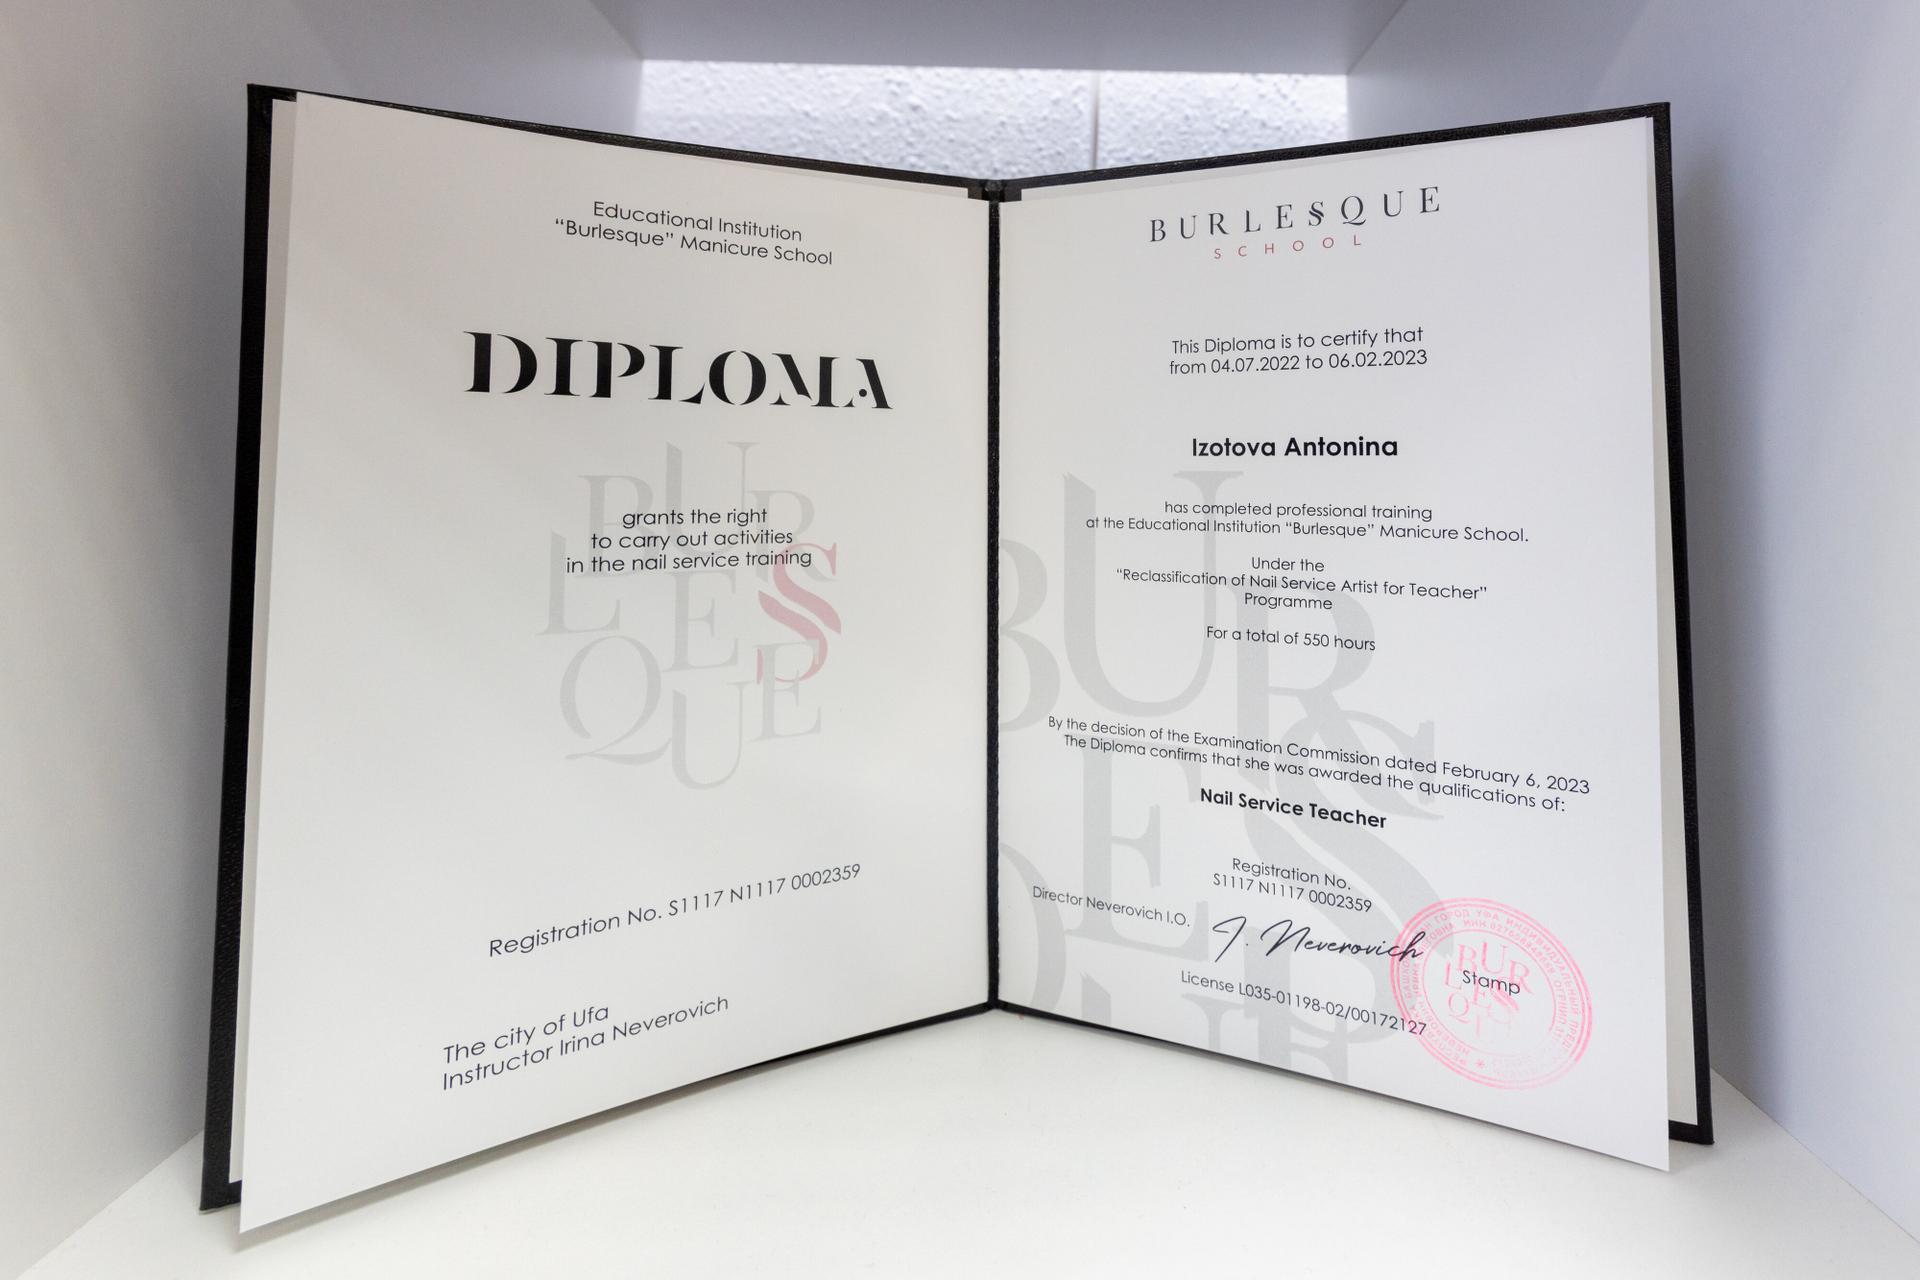 Educational Institution
“Burlesque” Manicure School
DIPLOMA
BURLESQUE
grants the right
to carry out activities
in the nail service training
Registration No. S1117 N1117 0002359
The city of Ufa
Instructor Irina Neverovich
BURLESQUE
SCHOOL
This Diploma is to certify that
from 04.07.2022 to 06.02.2023
Izotova Antonina
has completed professional training
at the Educational Institution “Burlesque” Manicure School.
Under the
“Reclassification of Nail Service Artist for Teacher”
Programme
For a total of 550 hours
By the decision of the Examination Commission dated February 6, 2023
The Diploma confirms that she was awarded the qualifications of:
Nail Service Teacher
Registration No.
S1117 N1117 0002359
Director Neverovich I.O.
I. Neverovich
License L035-01198-02/00172127
Stamp
ГОРОД УФА ИНДИВИДУАЛЬНЫЙ